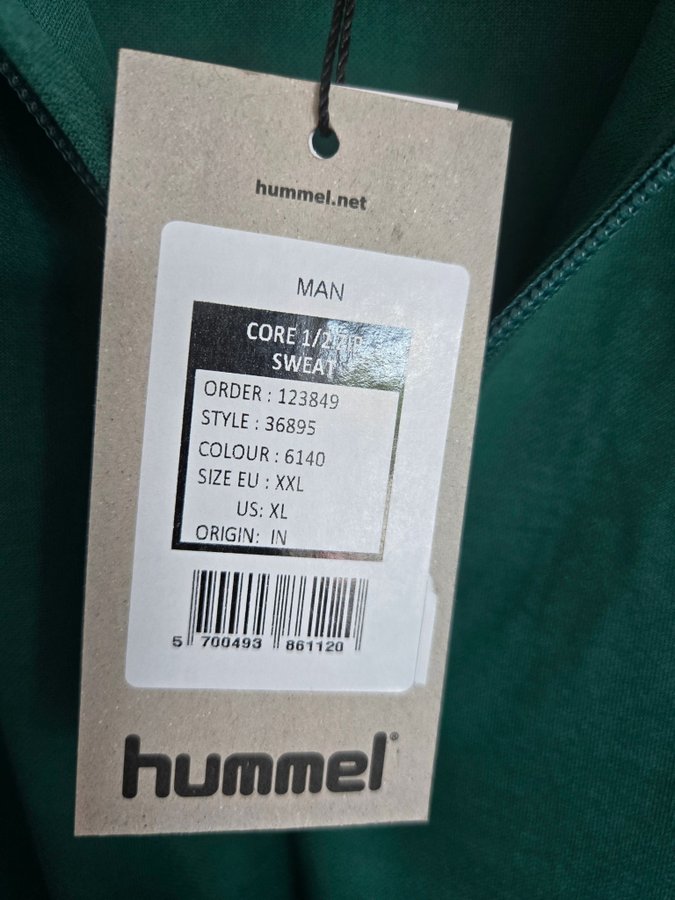 hummel.net
MAN
CORE 1/2 ZIP
SWEAT
ORDER : 123849
STYLE : 36895
COLOUR : 6140
SIZE EU : XXL
US: XL
ORIGIN: IN
5 700493 861120
hummel®